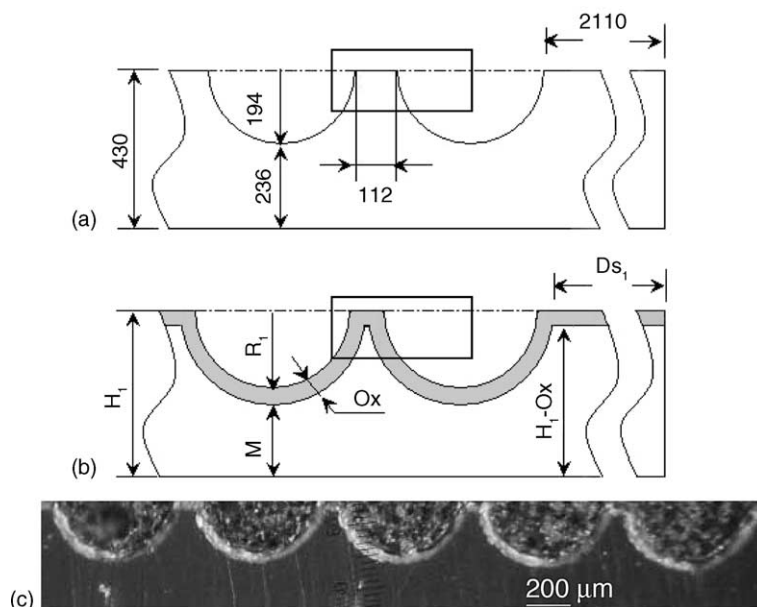 2110
194
430
236
112
(a)
Ds₁
R₁
H₁
Ox
H₁-Ox
M
(b)
(c)
200 μm